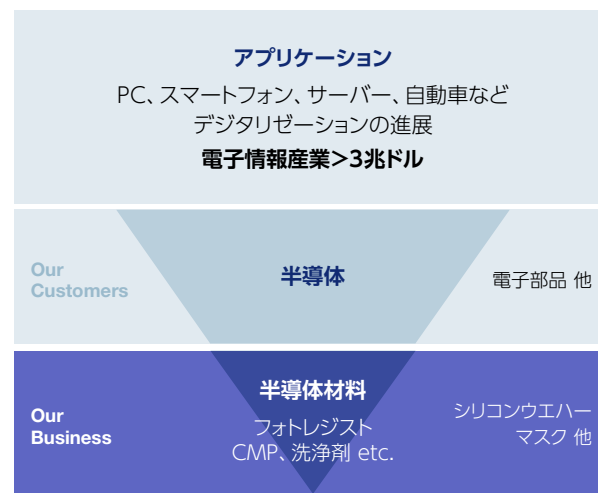 アプリケーション
PC、スマートフォン、サーバー、自動車など
デジタリゼーションの進展
電子情報産業>3兆ドル
Our
Customers
半導体
電子部品 他
Our
Business
半導体材料
フォトレジスト
CMP、洗浄剤 etc.
シリコンウエハー
マスク 他